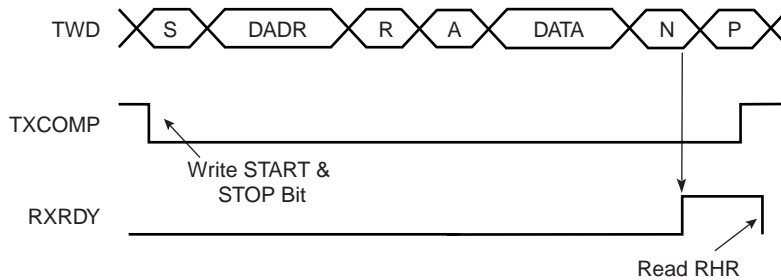 TWD S DADR R A DATA N P
TXCOMP
Write START &
STOP Bit
RXRDY
Read RHR